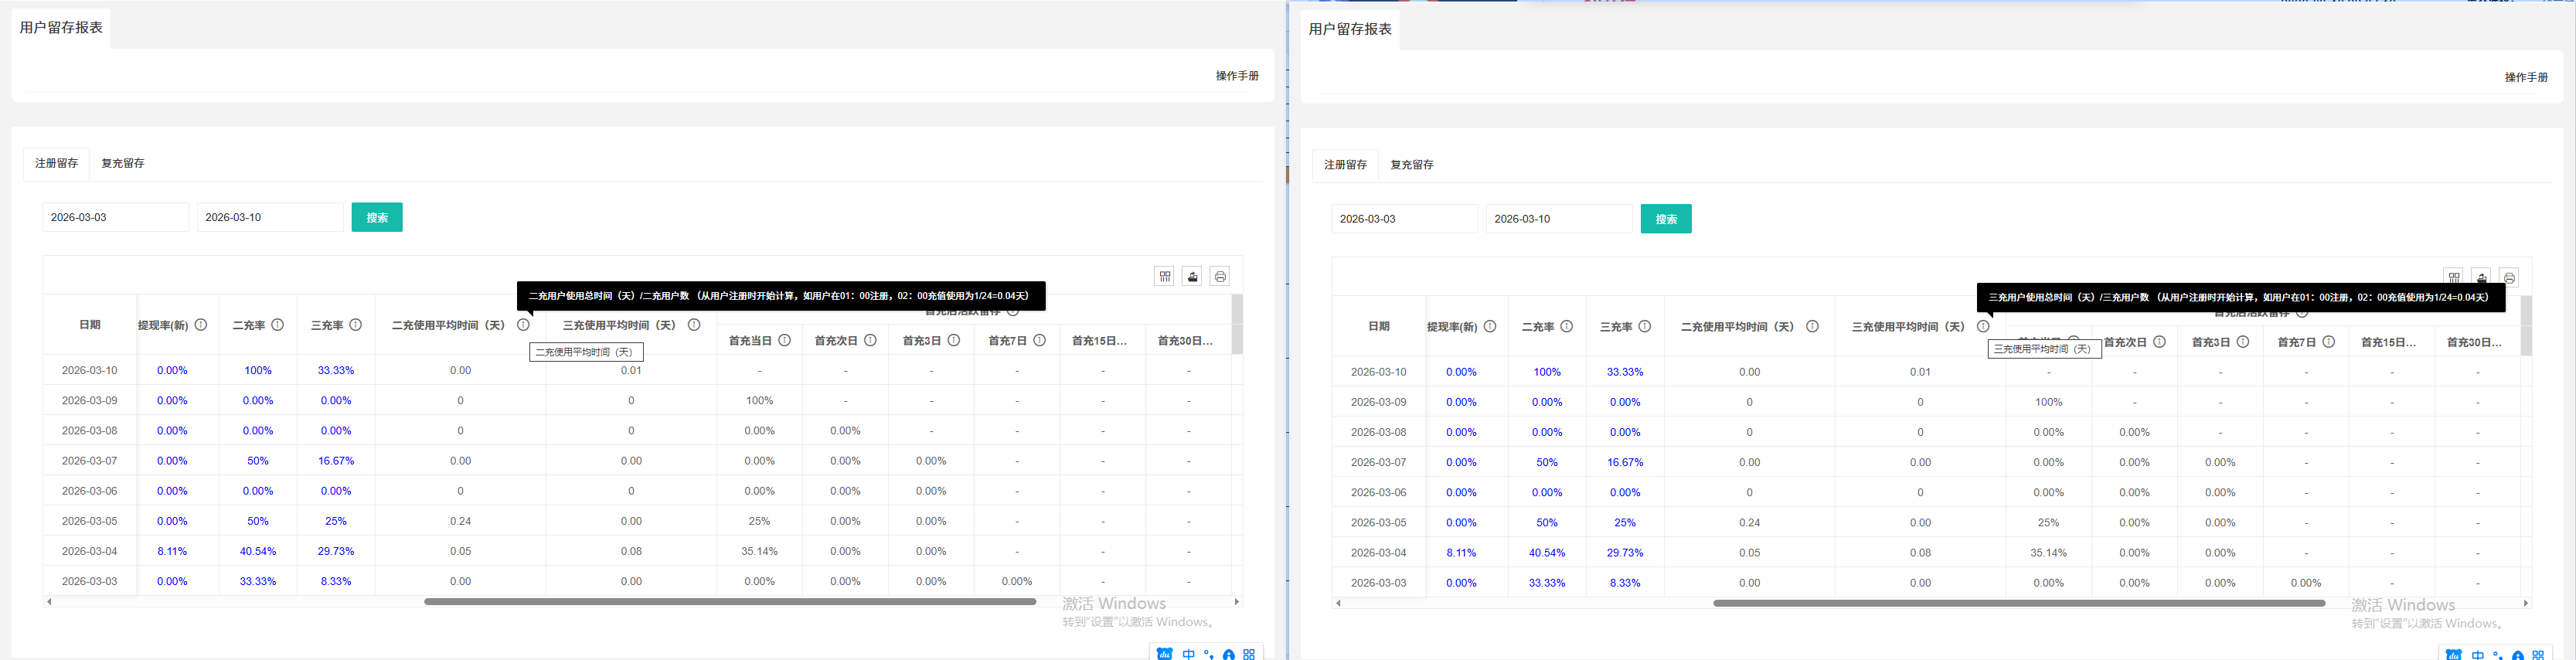 用户留存报表
操作手册
注册留存 复充留存
2026-03-03 2026-03-10 搜索
二充用户使用总时间（天）/二充用户数 （从用户注册时开始计算，如用户在01：00注册，02：00充值使用为1/24=0.04天）
日期 提现率(新) 二充率 三充率 二充使用平均时间（天） 三充使用平均时间（天）
首充当日 首充次日 首充3日 首充7日 首充15日... 首充30日...
二充使用平均时间（天）
2026-03-10 0.00% 100% 33.33% 0.00 0.01 - - - - - -
2026-03-09 0.00% 0.00% 0.00% 0 0 100% - - - - -
2026-03-08 0.00% 0.00% 0.00% 0 0 0.00% 0.00% - - - -
2026-03-07 0.00% 50% 16.67% 0.00 0.00 0.00% 0.00% 0.00% - - -
2026-03-06 0.00% 0.00% 0.00% 0 0 0.00% 0.00% 0.00% - - -
2026-03-05 0.00% 50% 25% 0.24 0.00 25% 0.00% 0.00% - - -
2026-03-04 8.11% 40.54% 29.73% 0.05 0.08 35.14% 0.00% 0.00% - - -
2026-03-03 0.00% 33.33% 8.33% 0.00 0.00 0.00% 0.00% 0.00% 0.00% - -
激活 Windows
转到"设置"以激活 Windows。
du 中
用户留存报表
操作手册
注册留存 复充留存
2026-03-03 2026-03-10 搜索
三充用户使用总时间（天）/三充用户数 （从用户注册时开始计算，如用户在01：00注册，02：00充值使用为1/24=0.04天）
日期 提现率(新) 二充率 三充率 二充使用平均时间（天） 三充使用平均时间（天）
首充次日 首充3日 首充7日 首充15日... 首充30日...
三充使用平均时间（天）
2026-03-10 0.00% 100% 33.33% 0.00 0.01 - - - - - -
2026-03-09 0.00% 0.00% 0.00% 0 0 100% - - - - -
2026-03-08 0.00% 0.00% 0.00% 0 0 0.00% 0.00% - - - -
2026-03-07 0.00% 50% 16.67% 0.00 0.00 0.00% 0.00% 0.00% - - -
2026-03-06 0.00% 0.00% 0.00% 0 0 0.00% 0.00% 0.00% - - -
2026-03-05 0.00% 50% 25% 0.24 0.00 25% 0.00% 0.00% - - -
2026-03-04 8.11% 40.54% 29.73% 0.05 0.08 35.14% 0.00% 0.00% - - -
2026-03-03 0.00% 33.33% 8.33% 0.00 0.00 0.00% 0.00% 0.00% 0.00% - -
激活 Windows
转到"设置"以激活 Windows。
du 中